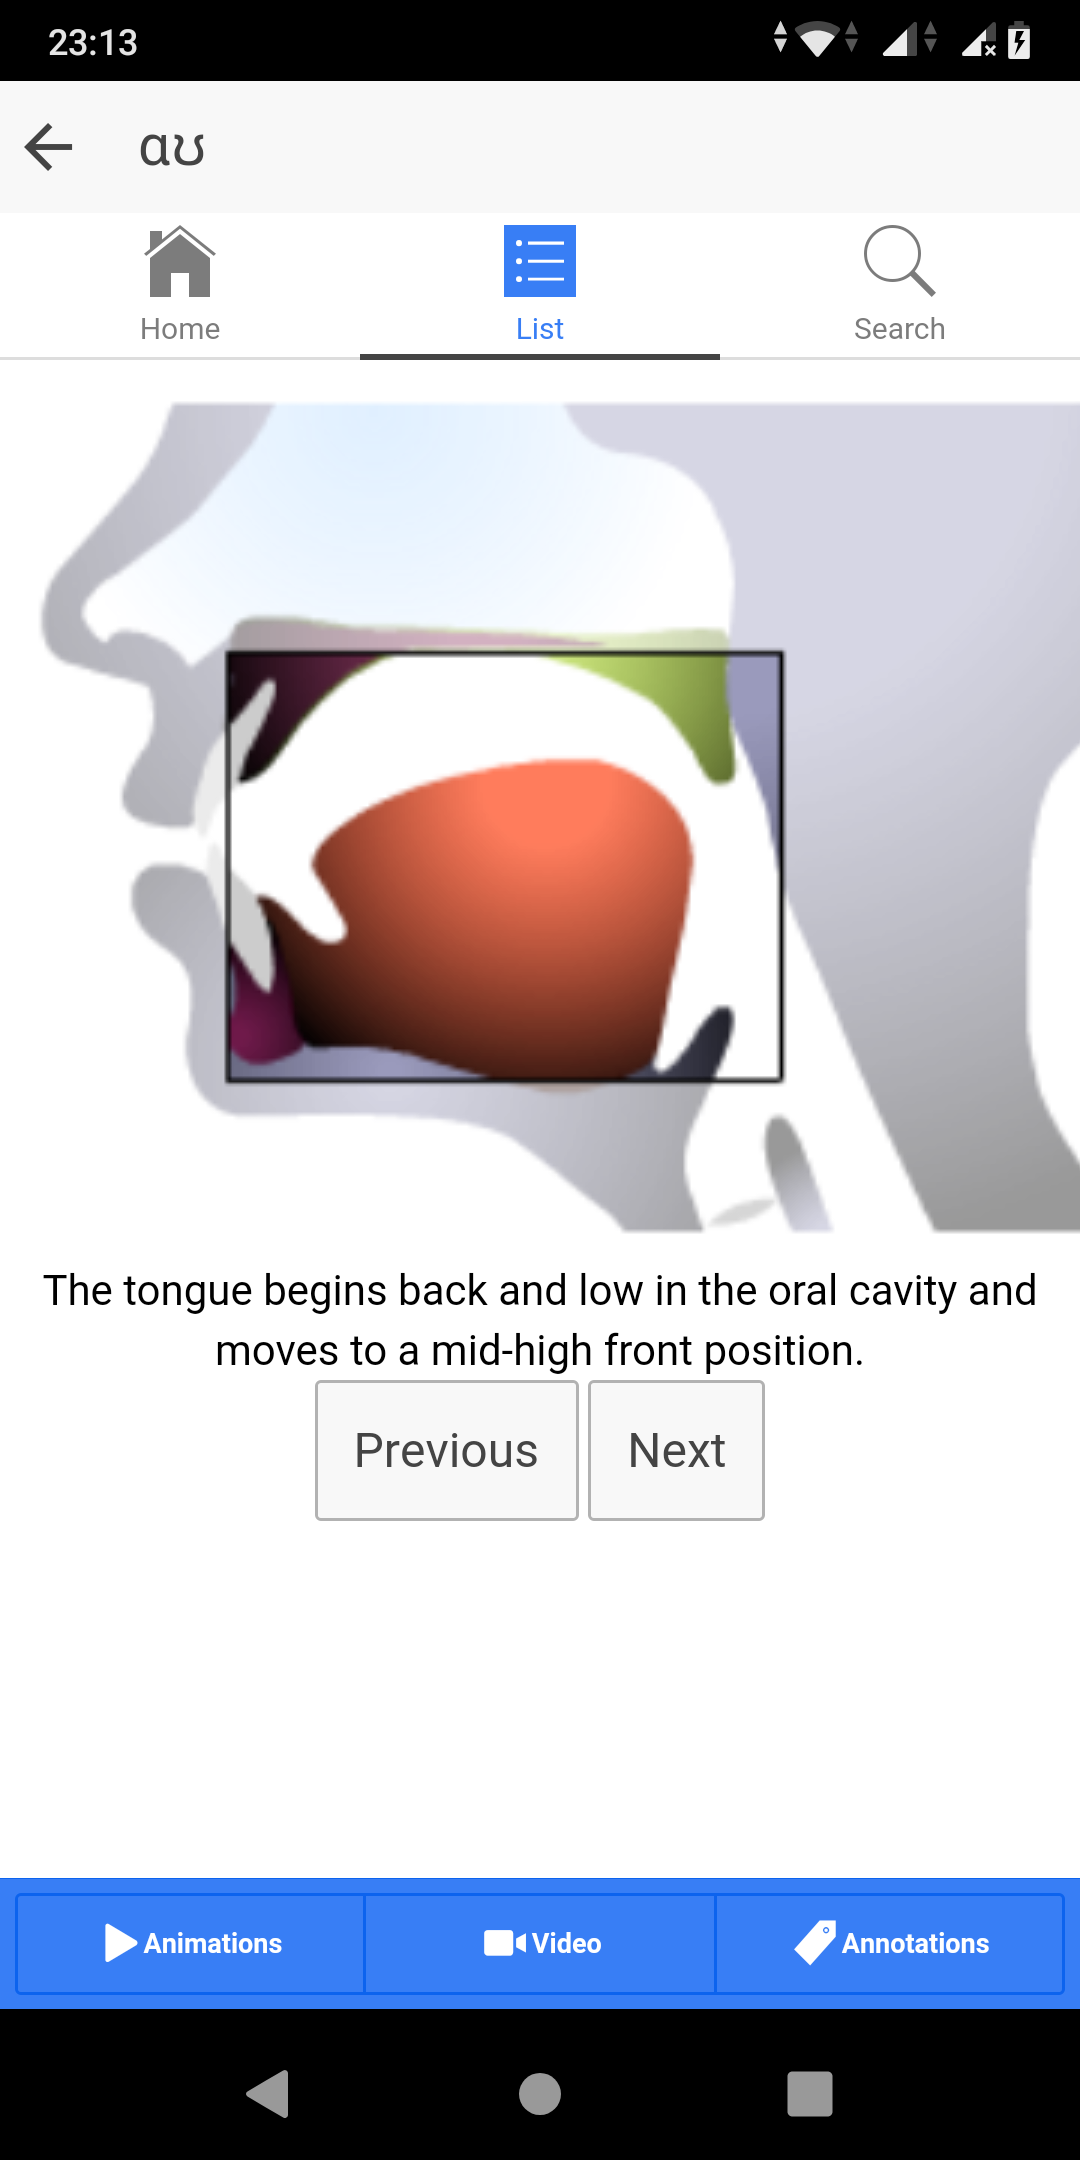 23:13
ɑʊ
Home
List
Search
The tongue begins back and low in the oral cavity and
moves to a mid-high front position.
Previous
Next
Animations
Video
Annotations